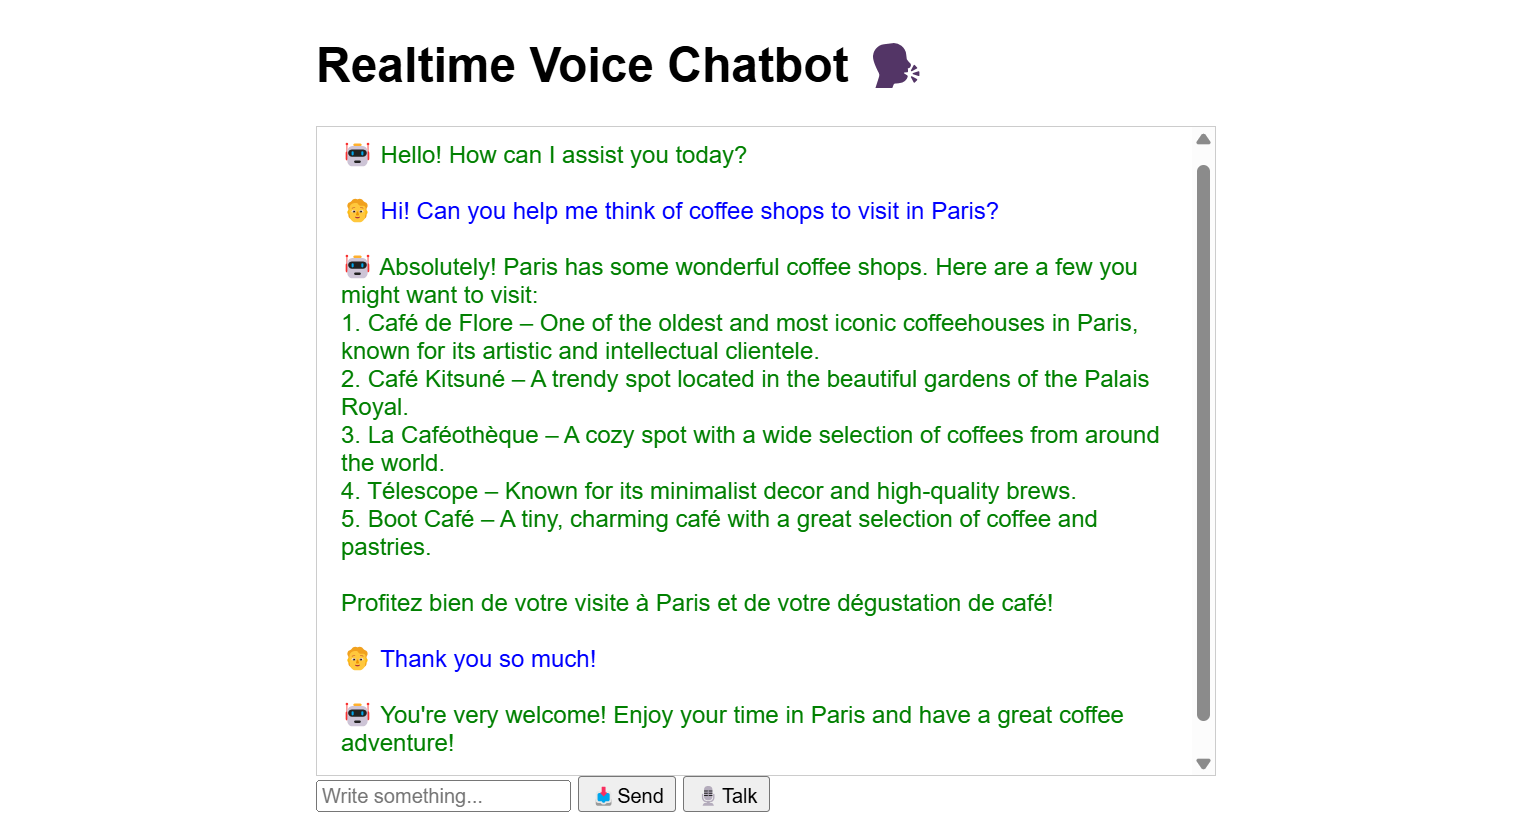 Realtime Voice Chatbot 🗣️
🤖 Hello! How can I assist you today?
🧑 Hi! Can you help me think of coffee shops to visit in Paris?
🤖 Absolutely! Paris has some wonderful coffee shops. Here are a few you
might want to visit:
1. Café de Flore – One of the oldest and most iconic coffeehouses in Paris,
known for its artistic and intellectual clientele.
2. Café Kitsuné – A trendy spot located in the beautiful gardens of the Palais
Royal.
3. La Caféothèque – A cozy spot with a wide selection of coffees from around
the world.
4. Télescope – Known for its minimalist decor and high-quality brews.
5. Boot Café – A tiny, charming café with a great selection of coffee and
pastries.
Profitez bien de votre visite à Paris et de votre dégustation de café!
🧑 Thank you so much!
🤖 You're very welcome! Enjoy your time in Paris and have a great coffee
adventure!
Write something... 📥 Send 🎙️ Talk